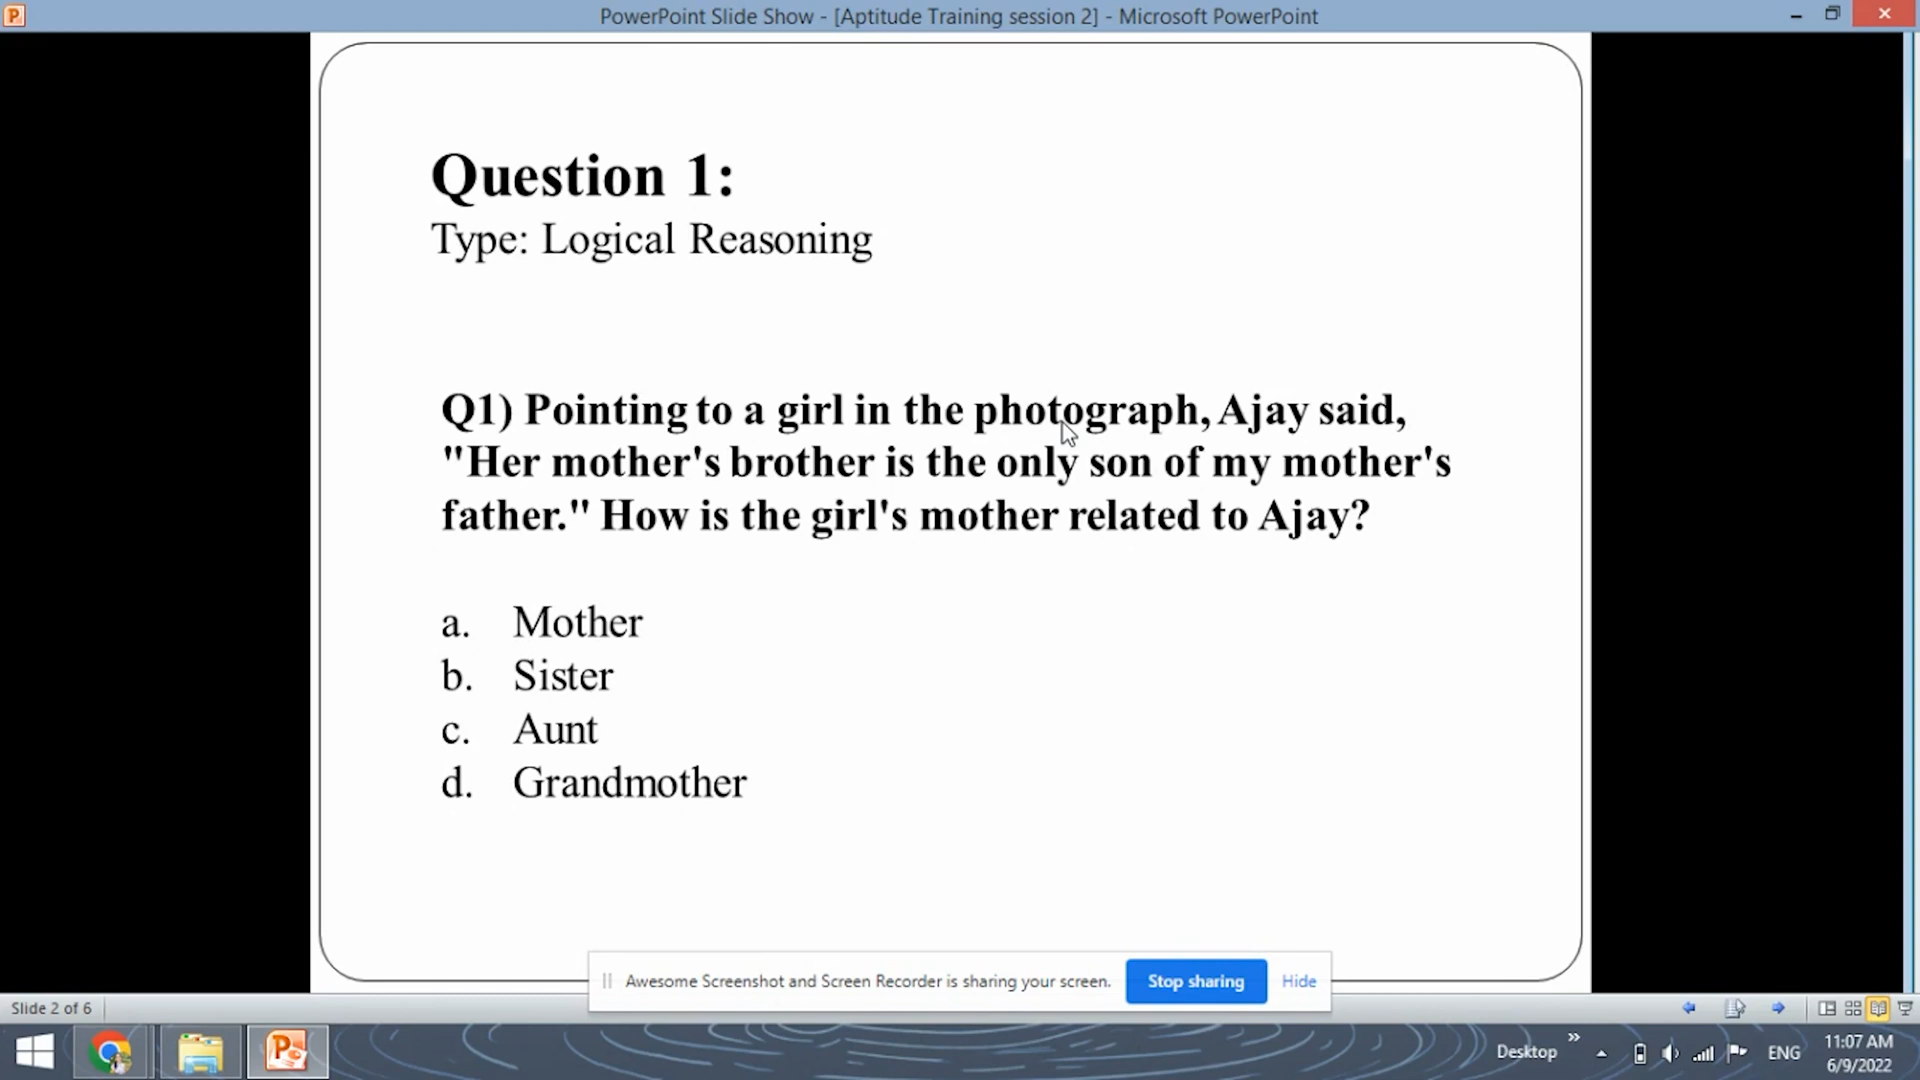 PowerPoint Slide Show - [Aptitude Training session 2] - Microsoft PowerPoint
Question 1:
Type: Logical Reasoning
Q1) Pointing to a girl in the photograph, Ajay said,
"Her mother's brother is the only son of my mother's
father." How is the girl's mother related to Ajay?
a. Mother
b. Sister
c. Aunt
d. Grandmother
Awesome Screenshot and Screen Recorder is sharing your screen. Stop sharing Hide
Slide 2 of 6
Desktop » ENG 11:07 AM
6/9/2022